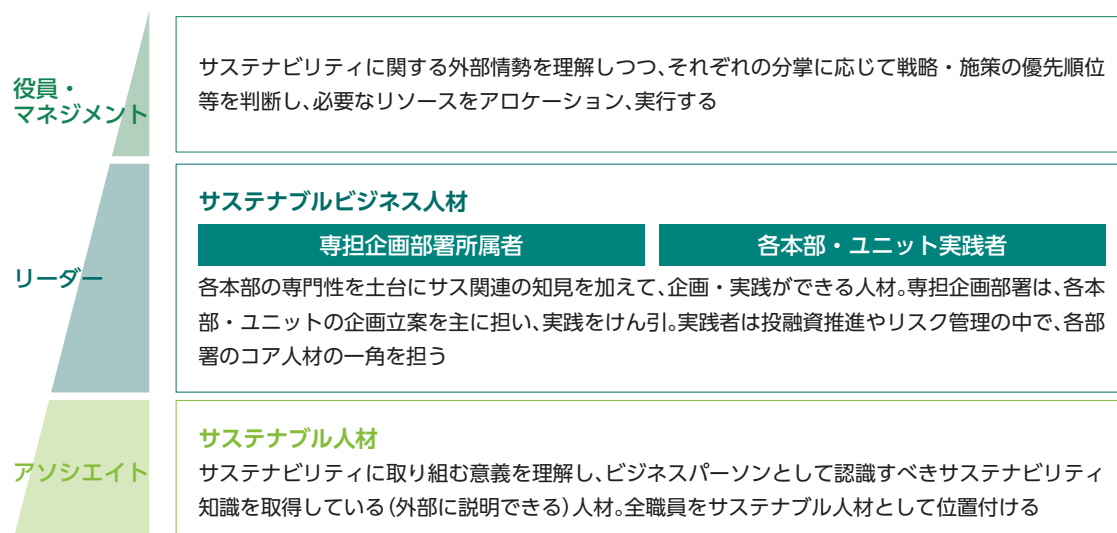 役員・
マネジメント
サステナビリティに関する外部情勢を理解しつつ、それぞれの分掌に応じて戦略・施策の優先順位
等を判断し、必要なリソースをアロケーション、実行する
リーダー
サステナブルビジネス人材
専担企画部署所属者
各本部・ユニット実践者
各本部の専門性を土台にサス関連の知見を加えて、企画・実践ができる人材。専担企画部署は、各本
部・ユニットの企画立案を主に担い、実践をけん引。実践者は投融資推進やリスク管理の中で、各部
署のコア人材の一角を担う
アソシエイト
サステナブル人材
サステナビリティに取り組む意義を理解し、ビジネスパーソンとして認識すべきサステナビリティ
知識を取得している(外部に説明できる)人材。全職員をサステナブル人材として位置付ける